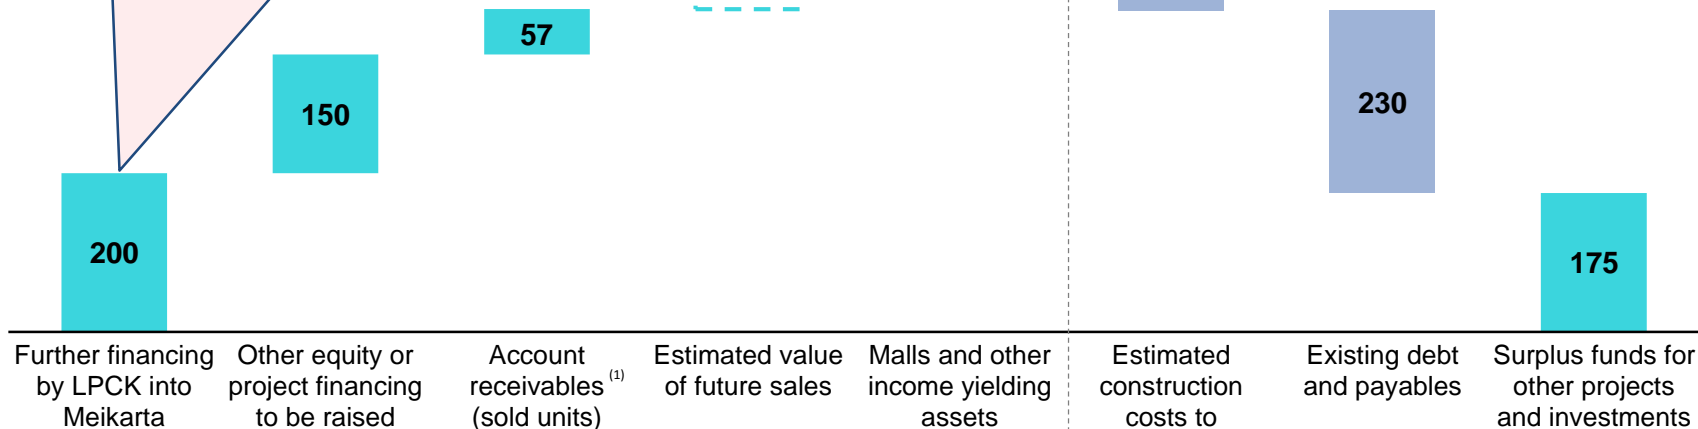 57
150
230
200
175
Further financing
by LPCK into
Meikarta
Other equity or
project financing
to be raised
Account
receivables (1)
(sold units)
Estimated value
of future sales
Malls and other
income yielding
assets
Estimated
construction
costs to
Existing debt
and payables
Surplus funds for
other projects
and investments